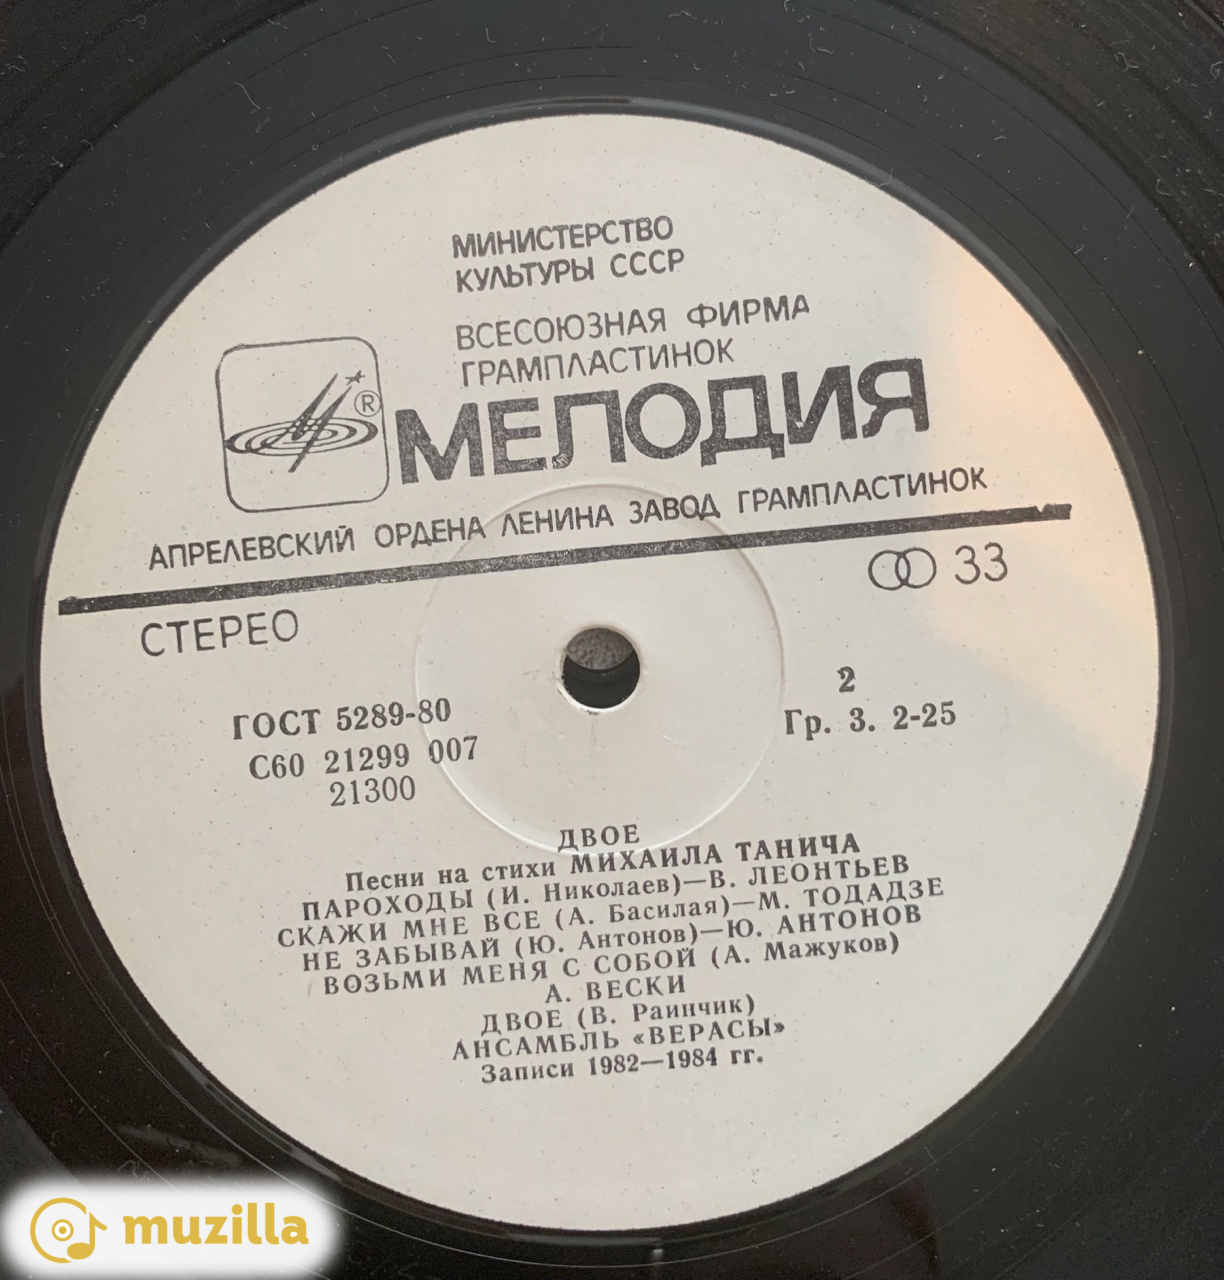 МИНИСТЕРСТВО
КУЛЬТУРЫ СССР
ВСЕСОЮЗНАЯ ФИРМА
ГРАМПЛАСТИНОК
®
МЕЛОДИЯ
АПРЕЛЕВСКИЙ ОРДЕНА ЛЕНИНА ЗАВОД ГРАМПЛАСТИНОК
СТЕРЕО
33
ГОСТ 5289-80
2
С60 21299 007
Гр. 3. 2-25
21300
ДВОЕ
Песни на стихи МИХАИЛА ТАНИЧА
ПАРОХОДЫ (И. Николаев)—В. ЛЕОНТЬЕВ
СКАЖИ МНЕ ВСЕ (А. Басилая)—М. ТОДАДЗЕ
НЕ ЗАБЫВАЙ (Ю. Антонов)—Ю. АНТОНОВ
ВОЗЬМИ МЕНЯ С СОБОЙ (А. Мажуков)
А. ВЕСКИ
ДВОЕ (В. Раинчик)
АНСАМБЛЬ «ВЕРАСЫ»
Записи 1982—1984 гг.
muzilla